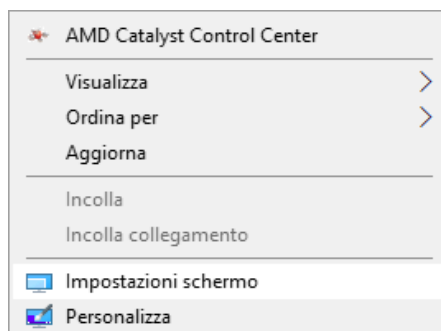 AMD Catalyst Control Center
Visualizza
Ordina per
Aggiorna
Incolla
Incolla collegamento
Impostazioni schermo
Personalizza